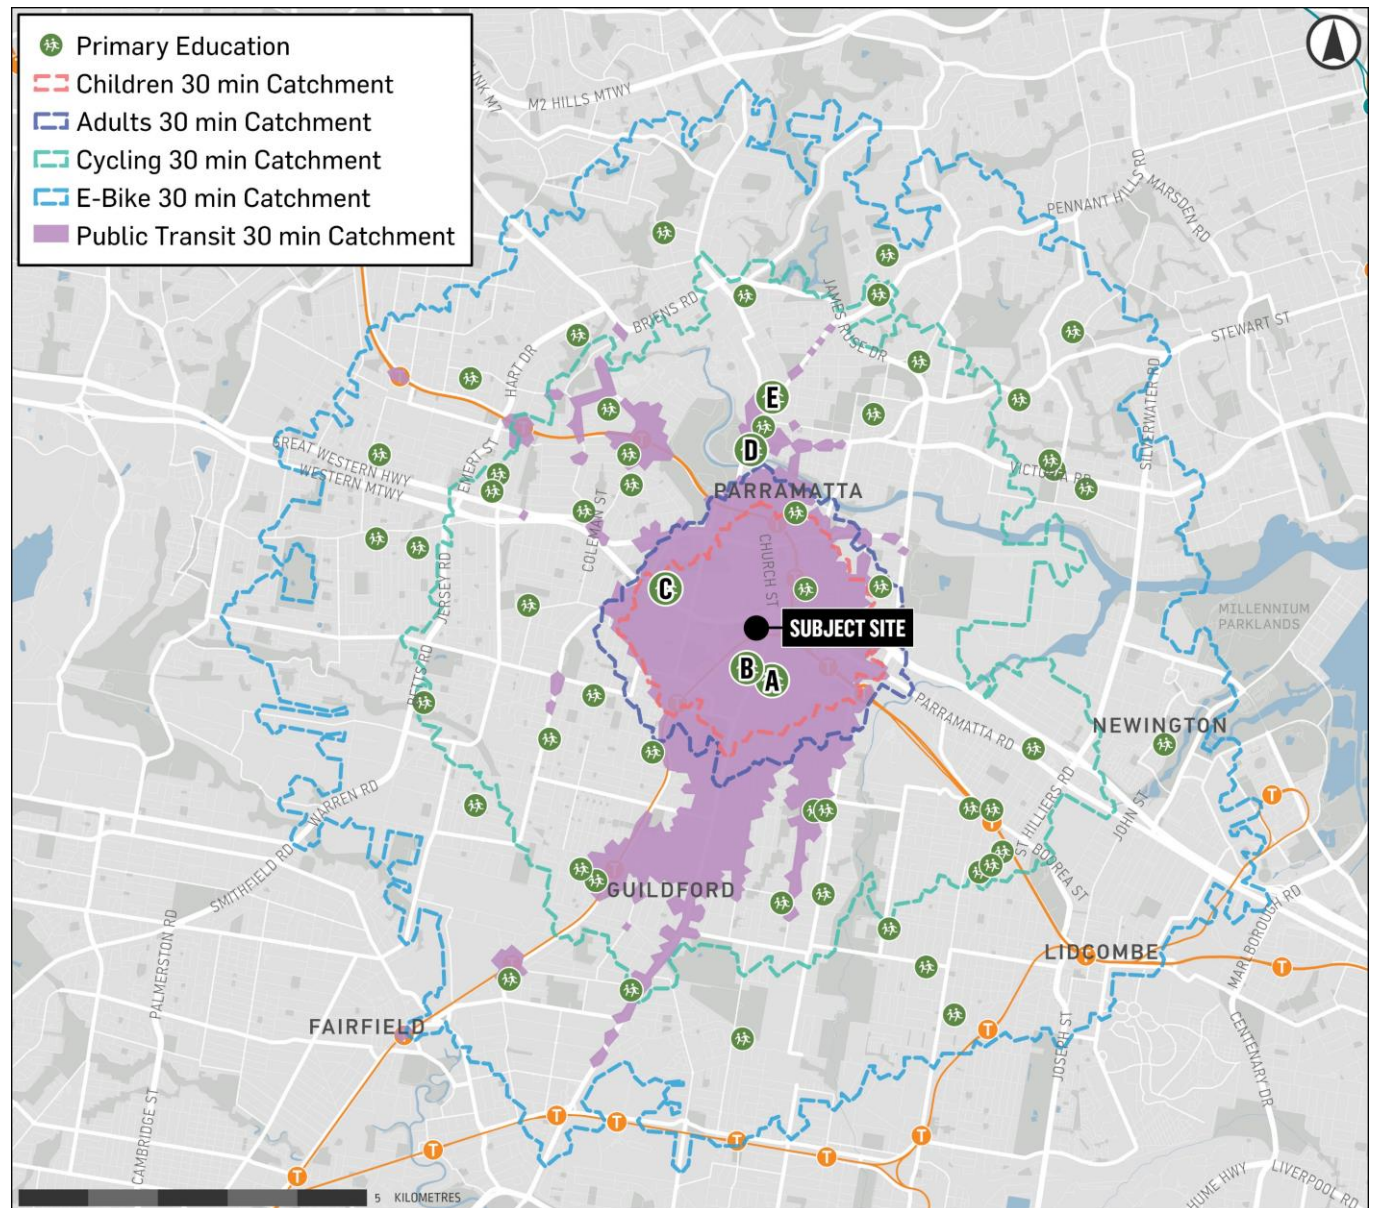 Primary Education
Children 30 min Catchment
Adults 30 min Catchment
Cycling 30 min Catchment
E-Bike 30 min Catchment
Public Transit 30 min Catchment
LINK M7
M2 HILLS MTWY
PENNANT HILLS RD
MARSDEN RD
BRIENS RD
JAMES RUSE DR
STEWART ST
HART DR
SILVERWATER RD
E
GREAT WESTERN HWY
WESTERN MTWY
EMERT ST
D
VICTORIA RD
PARRAMATTA
COLEMAN ST
CHURCH ST
JERSEY RD
C
SUBJECT SITE
MILLENNIUM
PARKLANDS
B
A
BETTS RD
PARRAMATTA RD
NEWINGTON
WARREN RD
ST HILLIERS RD
JOHN ST
BOOREA ST
SMITHFIELD RD
GUILDFORD
MARLBOROUGH RD
PALMERSTON RD
LIDCOMBE
FAIRFIELD
JOSEPH ST
CENTENARY DR
T
T
T
T
T
T
T
T
T
T
T
T
T
CAMBRIDGE ST
HUME HWY
LIVERPOOL RD
5 KILOMETRES